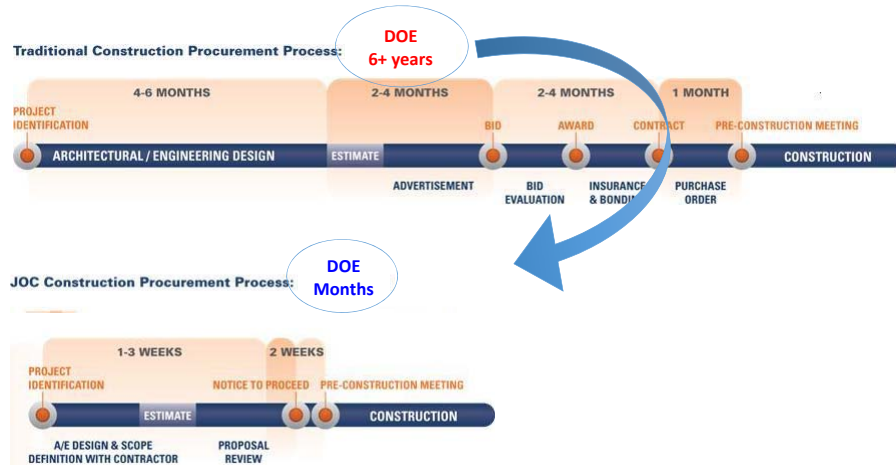 Traditional Construction Procurement Process:
DOE
6+ years
4-6 MONTHS
2-4 MONTHS
2-4 MONTHS
1 MONTH
PROJECT
IDENTIFICATION
BID
AWARD
CONTRACT
PRE-CONSTRUCTION MEETING
ARCHITECTURAL / ENGINEERING DESIGN
ESTIMATE
CONSTRUCTION
ADVERTISEMENT
BID
EVALUATION
INSURANCE
& BONDING
PURCHASE
ORDER
JOC Construction Procurement Process:
DOE
Months
1-3 WEEKS
2 WEEKS
PROJECT
IDENTIFICATION
NOTICE TO PROCEED
PRE-CONSTRUCTION MEETING
ESTIMATE
CONSTRUCTION
A/E DESIGN & SCOPE
DEFINITION WITH CONTRACTOR
PROPOSAL
REVIEW